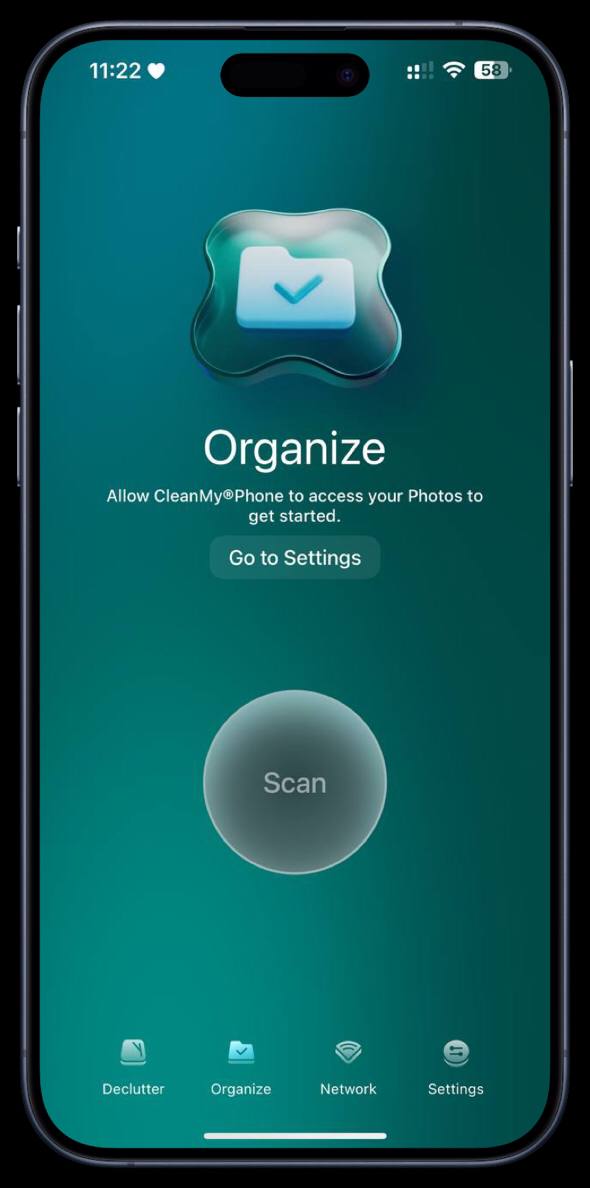 11:22
58
Organize
Allow CleanMy®Phone to access your Photos to
get started.
Go to Settings
Scan
Declutter Organize Network Settings